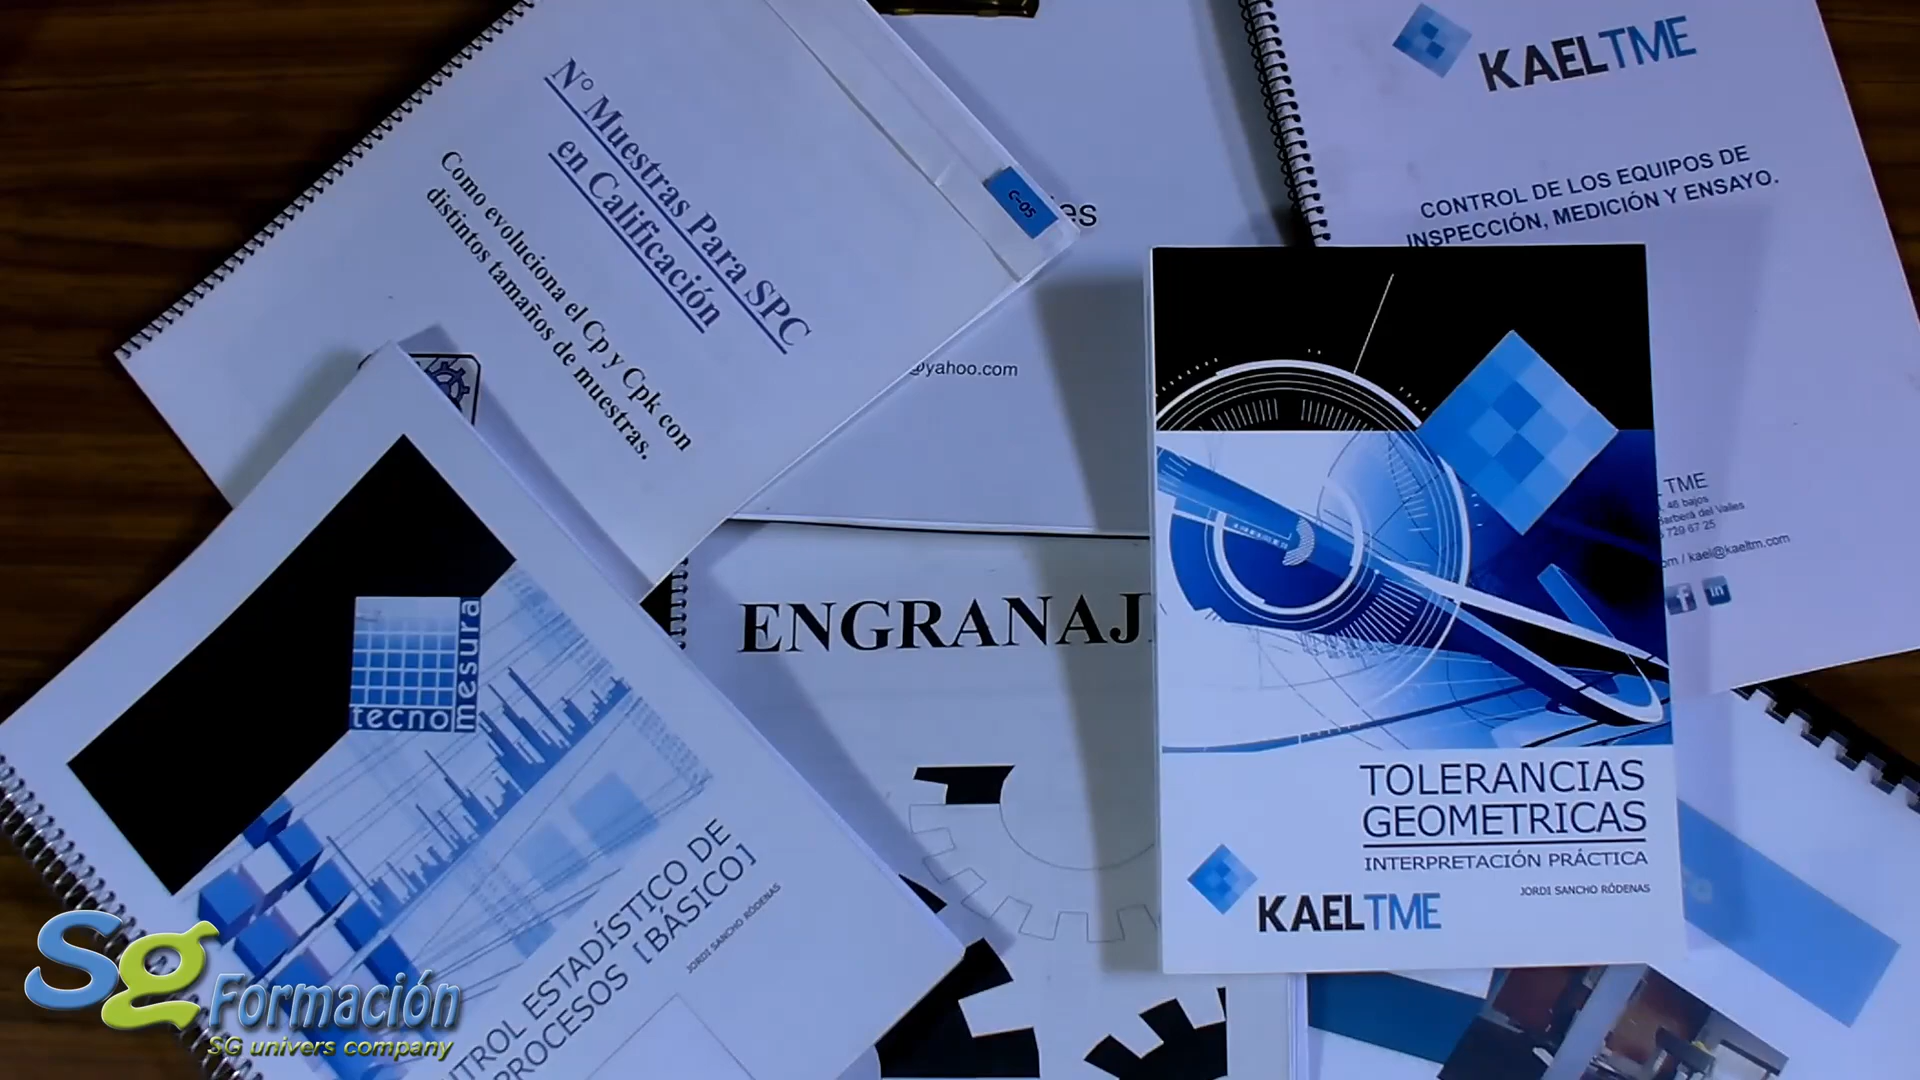 Nº Muestras Para SPC
en Calificación
Como evoluciona el Cp y Cpk con
distintos tamaños de muestras.
C-05
@yahoo.com
KAELTME
CONTROL DE LOS EQUIPOS DE
INSPECCIÓN, MEDICIÓN Y ENSAYO.
TME
46 bajos
Barberà del Valles
729 67 25
om / kael@kaeltm.com
ENGRANAJ
TOLERANCIAS
GEOMETRICAS
INTERPRETACIÓN PRÁCTICA
JORDI SANCHO RÓDENAS
KAELTME
tecno
mesura
NTROL ESTADÍSTICO DE
PROCESOS [BÁSICO]
JORDI SANCHO RÓDENAS
Sg
Formación
SG univers company